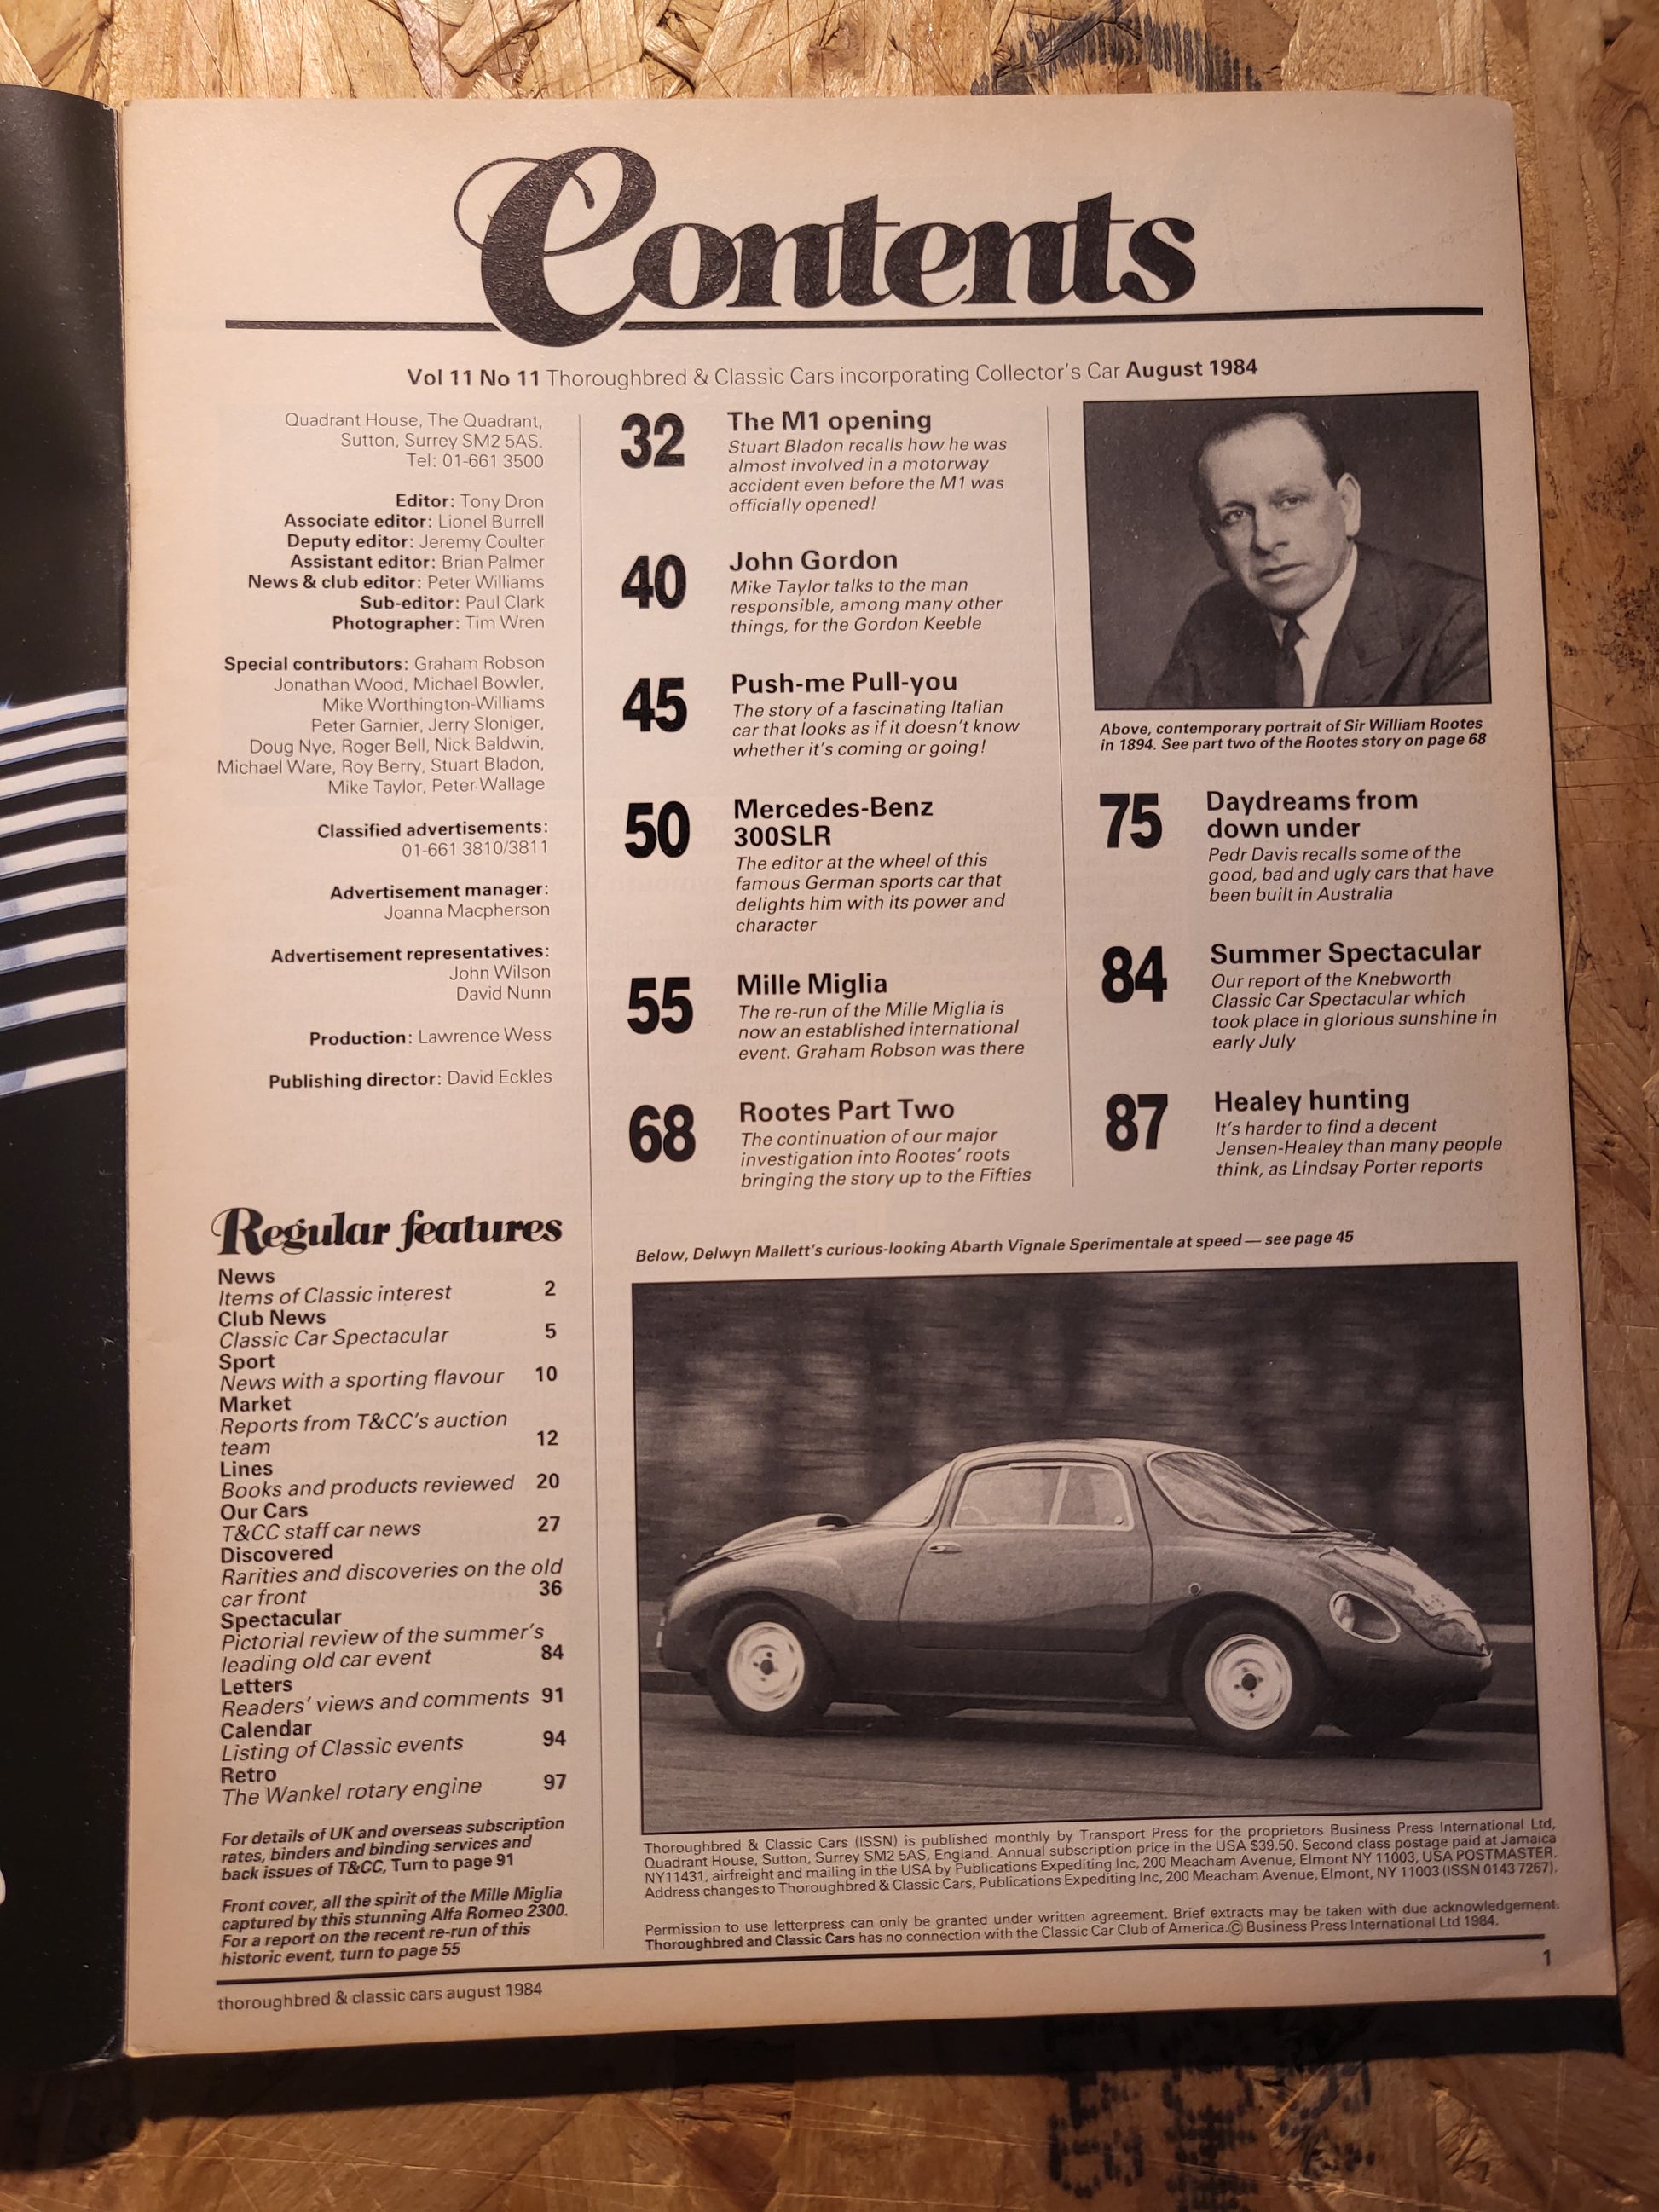 Contents
Vol 11 No 11 Thoroughbred & Classic Cars incorporating Collector's Car August 1984
Quadrant House, The Quadrant,
Sutton, Surrey SM2 5AS.
Tel: 01-661 3500
Editor: Tony Dron
Associate editor: Lionel Burrell
Deputy editor: Jeremy Coulter
Assistant editor: Brian Palmer
News & club editor: Peter Williams
Sub-editor: Paul Clark
Photographer: Tim Wren
Special contributors: Graham Robson
Jonathan Wood, Michael Bowler,
Mike Worthington-Williams
Peter Garnier, Jerry Sloniger,
Doug Nye, Roger Bell, Nick Baldwin,
Michael Ware, Roy Berry, Stuart Bladon,
Mike Taylor, Peter Wallage
Classified advertisements:
01-661 3810/3811
Advertisement manager:
Joanna Macpherson
Advertisement representatives:
John Wilson
David Nunn
Production: Lawrence Wess
Publishing director: David Eckles
32 The M1 opening
Stuart Bladon recalls how he was
almost involved in a motorway
accident even before the M1 was
officially opened!
40 John Gordon
Mike Taylor talks to the man
responsible, among many other
things, for the Gordon Keeble
45 Push-me Pull-you
The story of a fascinating Italian
car that looks as if it doesn't know
whether it's coming or going!
50 Mercedes-Benz
300SLR
The editor at the wheel of this
famous German sports car that
delights him with its power and
character
55 Mille Miglia
The re-run of the Mille Miglia is
now an established international
event. Graham Robson was there
68 Rootes Part Two
The continuation of our major
investigation into Rootes' roots
bringing the story up to the Fifties
Above, contemporary portrait of Sir William Rootes
in 1894. See part two of the Rootes story on page 68
75 Daydreams from
down under
Pedr Davis recalls some of the
good, bad and ugly cars that have
been built in Australia
84 Summer Spectacular
Our report of the Knebworth
Classic Car Spectacular which
took place in glorious sunshine in
early July
87 Healey hunting
It's harder to find a decent
Jensen-Healey than many people
think, as Lindsay Porter reports
Regular features
News
Items of Classic interest 2
Club News
Classic Car Spectacular 5
Sport
News with a sporting flavour 10
Market
Reports from T&CC's auction
team 12
Lines
Books and products reviewed 20
Our Cars
T&CC staff car news 27
Discovered
Rarities and discoveries on the old
car front 36
Spectacular
Pictorial review of the summer's
leading old car event 84
Letters
Readers' views and comments 91
Calendar
Listing of Classic events 94
Retro
The Wankel rotary engine 97
For details of UK and overseas subscription
rates, binders and binding services and
back issues of T&CC, Turn to page 91
Front cover, all the spirit of the Mille Miglia
captured by this stunning Alfa Romeo 2300.
For a report on the recent re-run of this
historic event, turn to page 55
Below, Delwyn Mallett's curious-looking Abarth Vignale Sperimentale at speed — see page 45
Thoroughbred & Classic Cars (ISSN) is published monthly by Transport Press for the proprietors Business Press International Ltd,
Quadrant House, Sutton, Surrey SM2 5AS, England. Annual subscription price in the USA $39.50. Second class postage paid at Jamaica
NY11431, airfreight and mailing in the USA by Publications Expediting Inc, 200 Meacham Avenue, Elmont NY 11003, USA POSTMASTER.
Address changes to Thoroughbred & Classic Cars, Publications Expediting Inc, 200 Meacham Avenue, Elmont, NY 11003 (ISSN 0143 7267).
Permission to use letterpress can only be granted under written agreement. Brief extracts may be taken with due acknowledgement.
Thoroughbred and Classic Cars has no connection with the Classic Car Club of America.© Business Press International Ltd 1984.
1
thoroughbred & classic cars august 1984